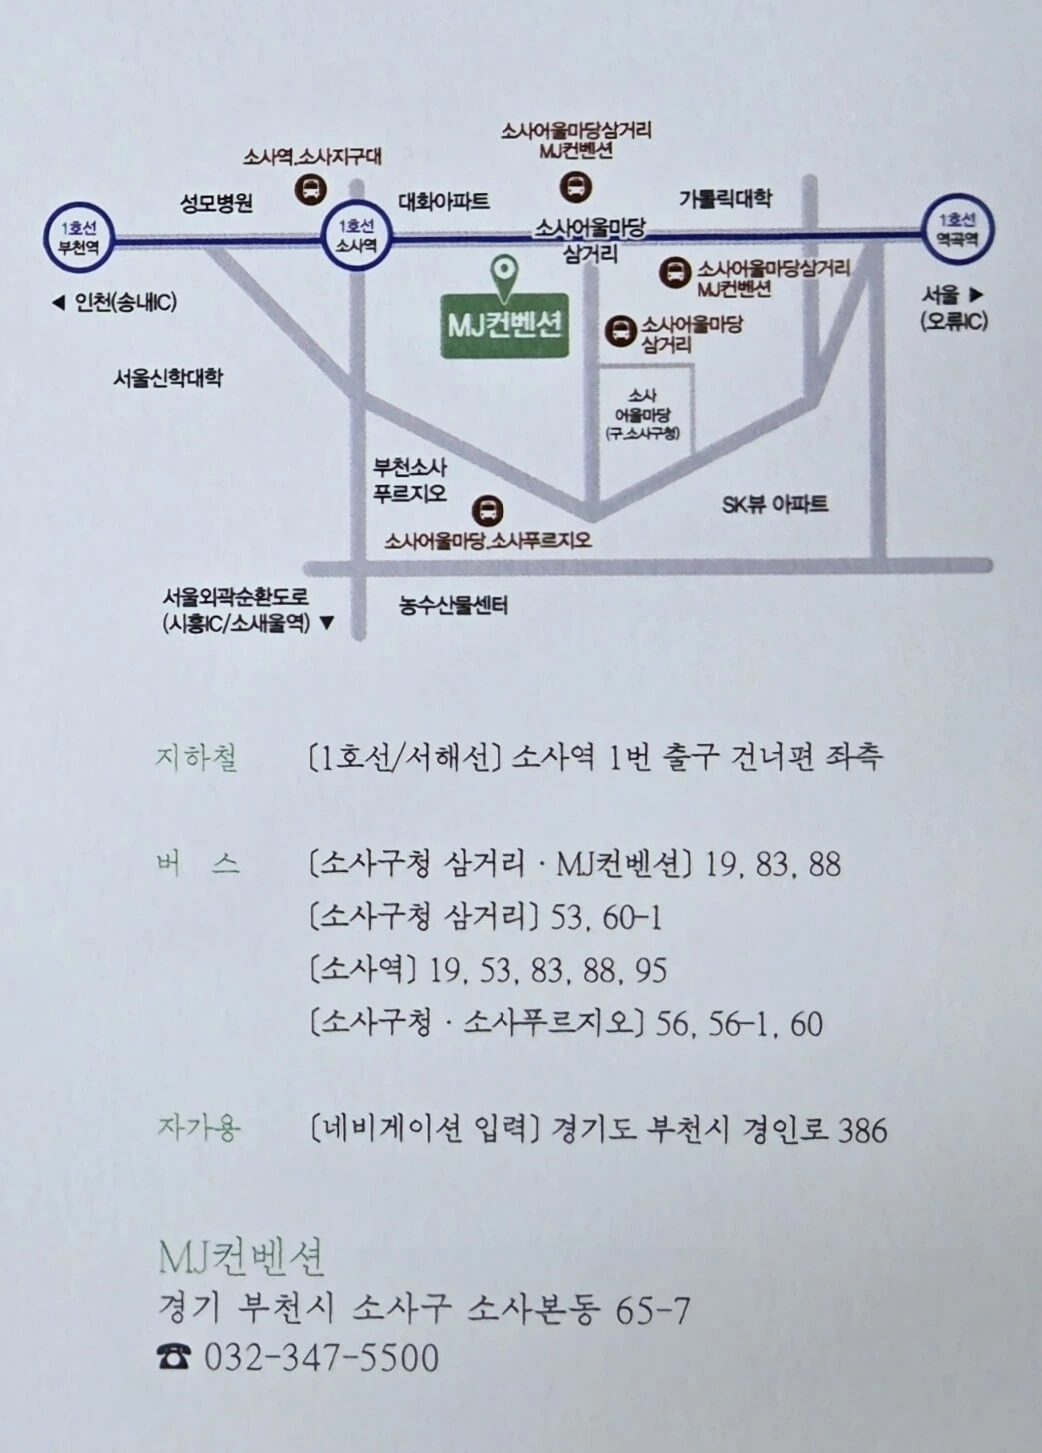 소사어울마당삼거리
MJ컨벤션
소사역.소사지구대
성모병원
대화아파트
가톨릭대학
1호선
부천역
1호선
소사역
소사어울마당
삼거리
1호선
역곡역
◀ 인천(송내IC)
MJ컨벤션
소사어울마당삼거리
MJ컨벤션
서울 ▶
(오류IC)
소사어울마당
삼거리
서울신학대학
소사
어울마당
(구.소사구청)
부천소사
푸르지오
SK뷰 아파트
소사어울마당.소사푸르지오
서울외곽순환도로
(시흥IC/소새울역) ▼
농수산물센터
지하철 [1호선/서해선] 소사역 1번 출구 건너편 좌측
버 스 [소사구청 삼거리 · MJ컨벤션] 19, 83, 88
[소사구청 삼거리] 53, 60-1
[소사역] 19, 53, 83, 88, 95
[소사구청 · 소사푸르지오] 56, 56-1, 60
자가용 [네비게이션 입력] 경기도 부천시 경인로 386
MJ컨벤션
경기 부천시 소사구 소사본동 65-7
☎ 032-347-5500